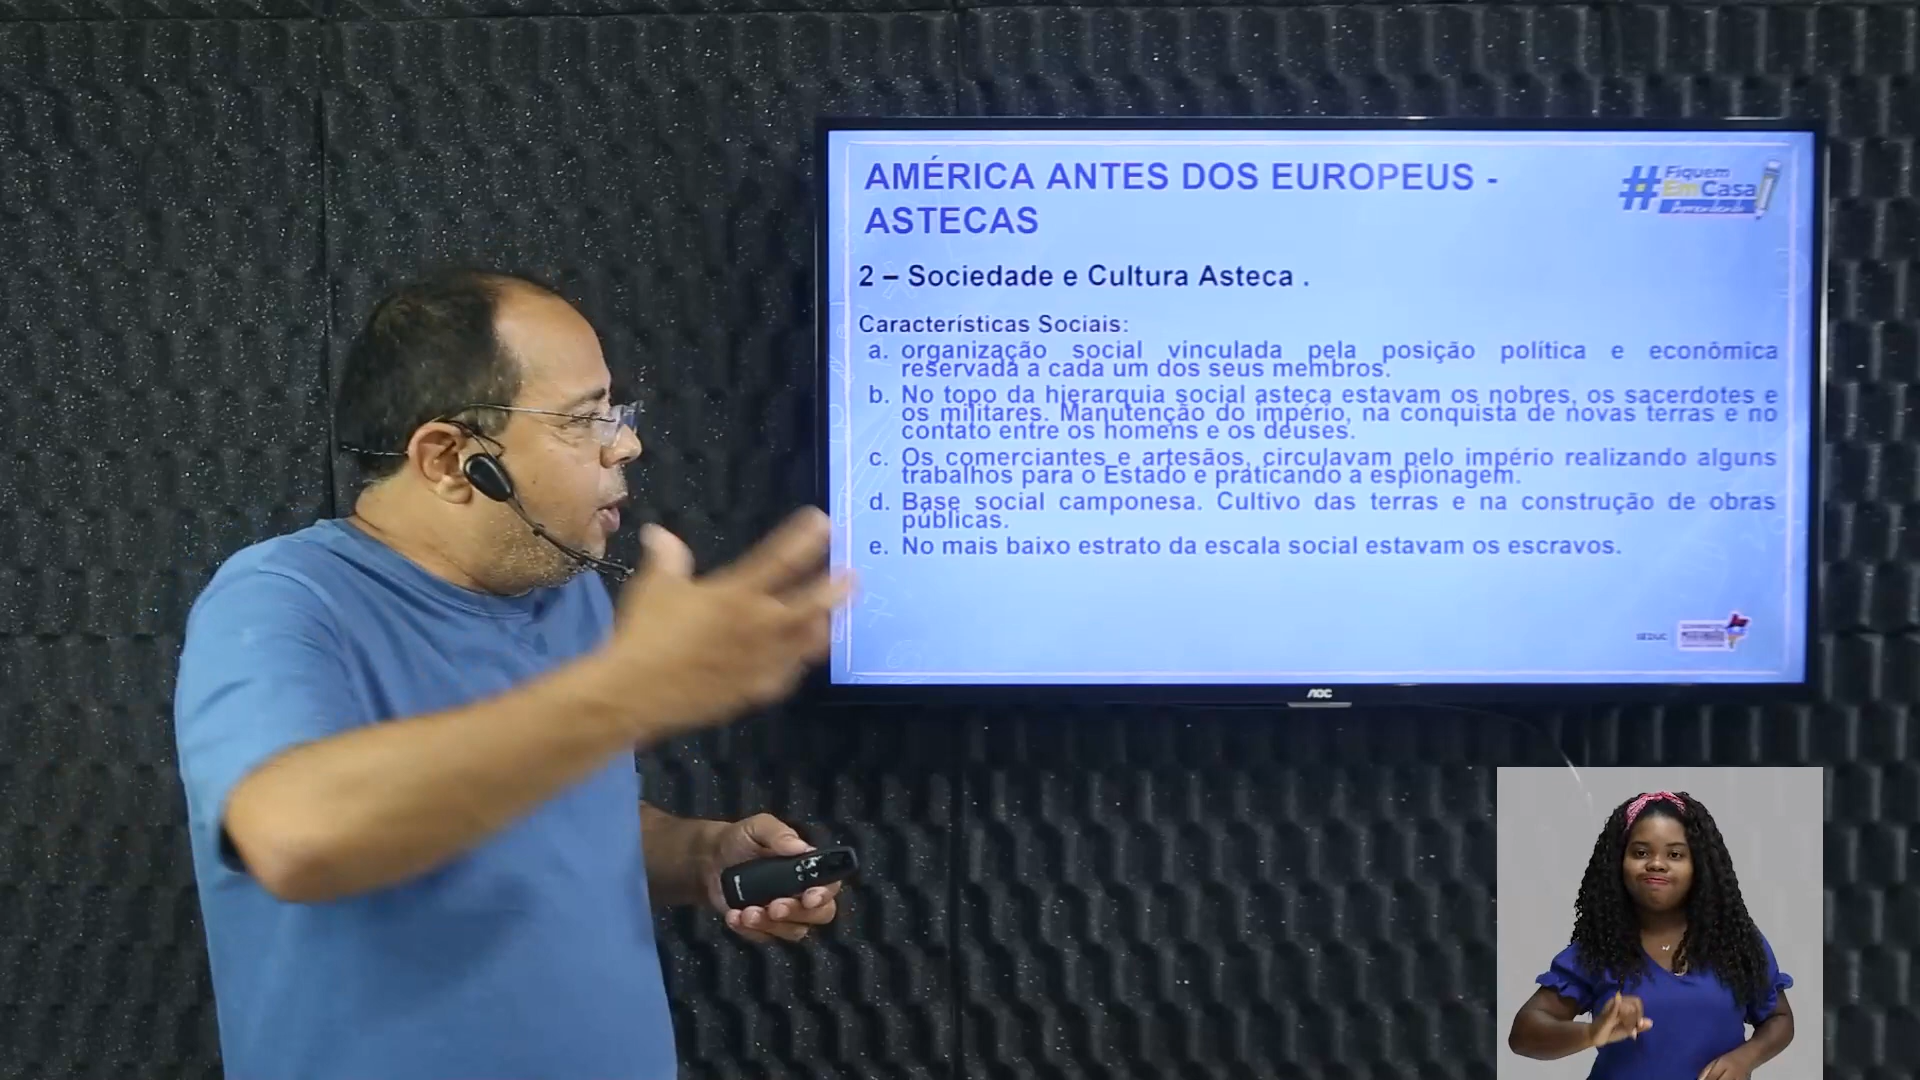 AMÉRICA ANTES DOS EUROPEUS -
ASTECAS
#Fiquem
EmCasa
Aprendendo
2 – Sociedade e Cultura Asteca .
Características Sociais:
a. organização social vinculada pela posição política e econômica
reservada a cada um dos seus membros.
b. No topo da hierarquia social asteca estavam os nobres, os sacerdotes e
os militares. Manutenção do império, na conquista de novas terras e no
contato entre os homens e os deuses.
c. Os comerciantes e artesãos, circulavam pelo império realizando alguns
trabalhos para o Estado e praticando a espionagem.
d. Base social camponesa. Cultivo das terras e na construção de obras
públicas.
e. No mais baixo estrato da escala social estavam os escravos.
SEDUC
AOC